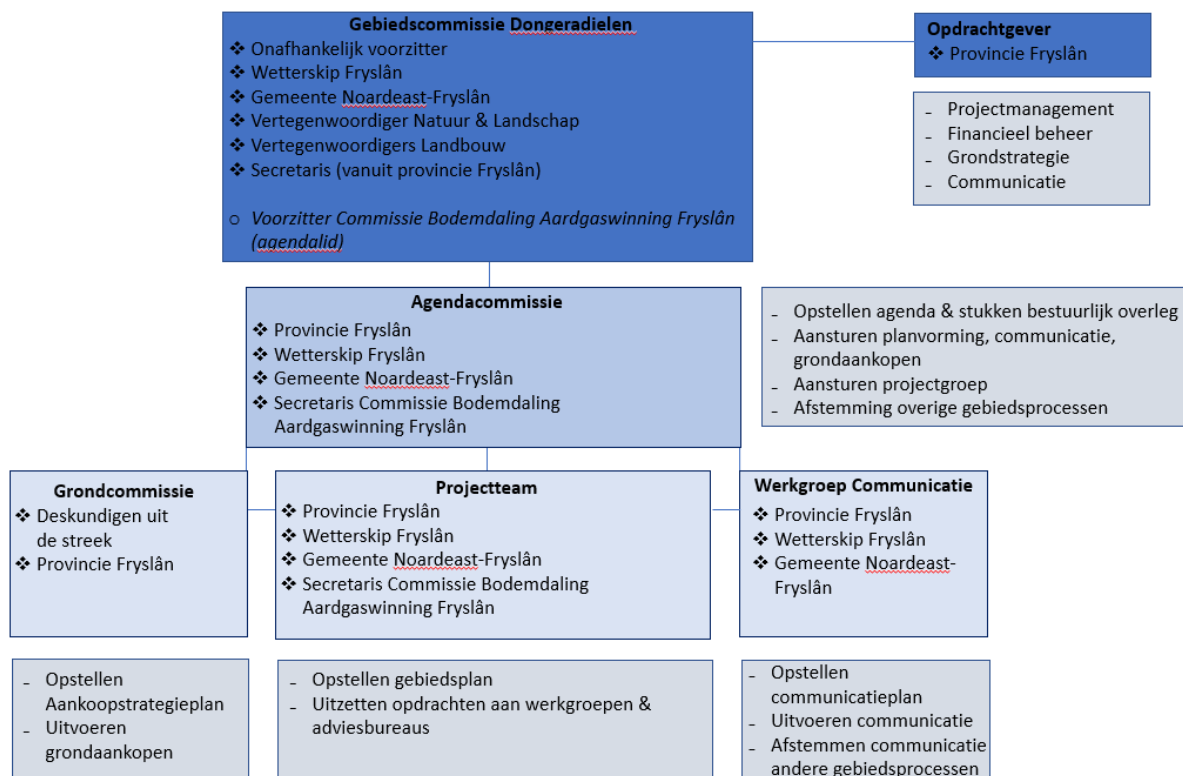 Gebiedscommissie Dongeradielen
❖ Onafhankelijk voorzitter
❖ Wetterskip Fryslân
❖ Gemeente Noardeast-Fryslân
❖ Vertegenwoordiger Natuur & Landschap
❖ Vertegenwoordigers Landbouw
❖ Secretaris (vanuit provincie Fryslân)
o Voorzitter Commissie Bodemdaling Aardgaswinning Fryslân
(agendalid)
Opdrachtgever
❖ Provincie Fryslân
- Projectmanagement
- Financieel beheer
- Grondstrategie
- Communicatie
Agendacommissie
❖ Provincie Fryslân
❖ Wetterskip Fryslân
❖ Gemeente Noardeast-Fryslân
❖ Secretaris Commissie Bodemdaling
Aardgaswinning Fryslân
- Opstellen agenda & stukken bestuurlijk overleg
- Aansturen planvorming, communicatie,
grondaankopen
- Aansturen projectgroep
- Afstemming overige gebiedsprocessen
Grondcommissie
❖ Deskundigen uit
de streek
❖ Provincie Fryslân
Projectteam
❖ Provincie Fryslân
❖ Wetterskip Fryslân
❖ Gemeente Noardeast-Fryslân
❖ Secretaris Commissie Bodemdaling
Aardgaswinning Fryslân
Werkgroep Communicatie
❖ Provincie Fryslân
❖ Wetterskip Fryslân
❖ Gemeente Noardeast-
Fryslân
- Opstellen
Aankoopstrategieplan
- Uitvoeren
grondaankopen
- Opstellen gebiedsplan
- Uitzetten opdrachten aan werkgroepen &
adviesbureaus
- Opstellen
communicatieplan
- Uitvoeren communicatie
- Afstemmen communicatie
andere gebiedsprocessen